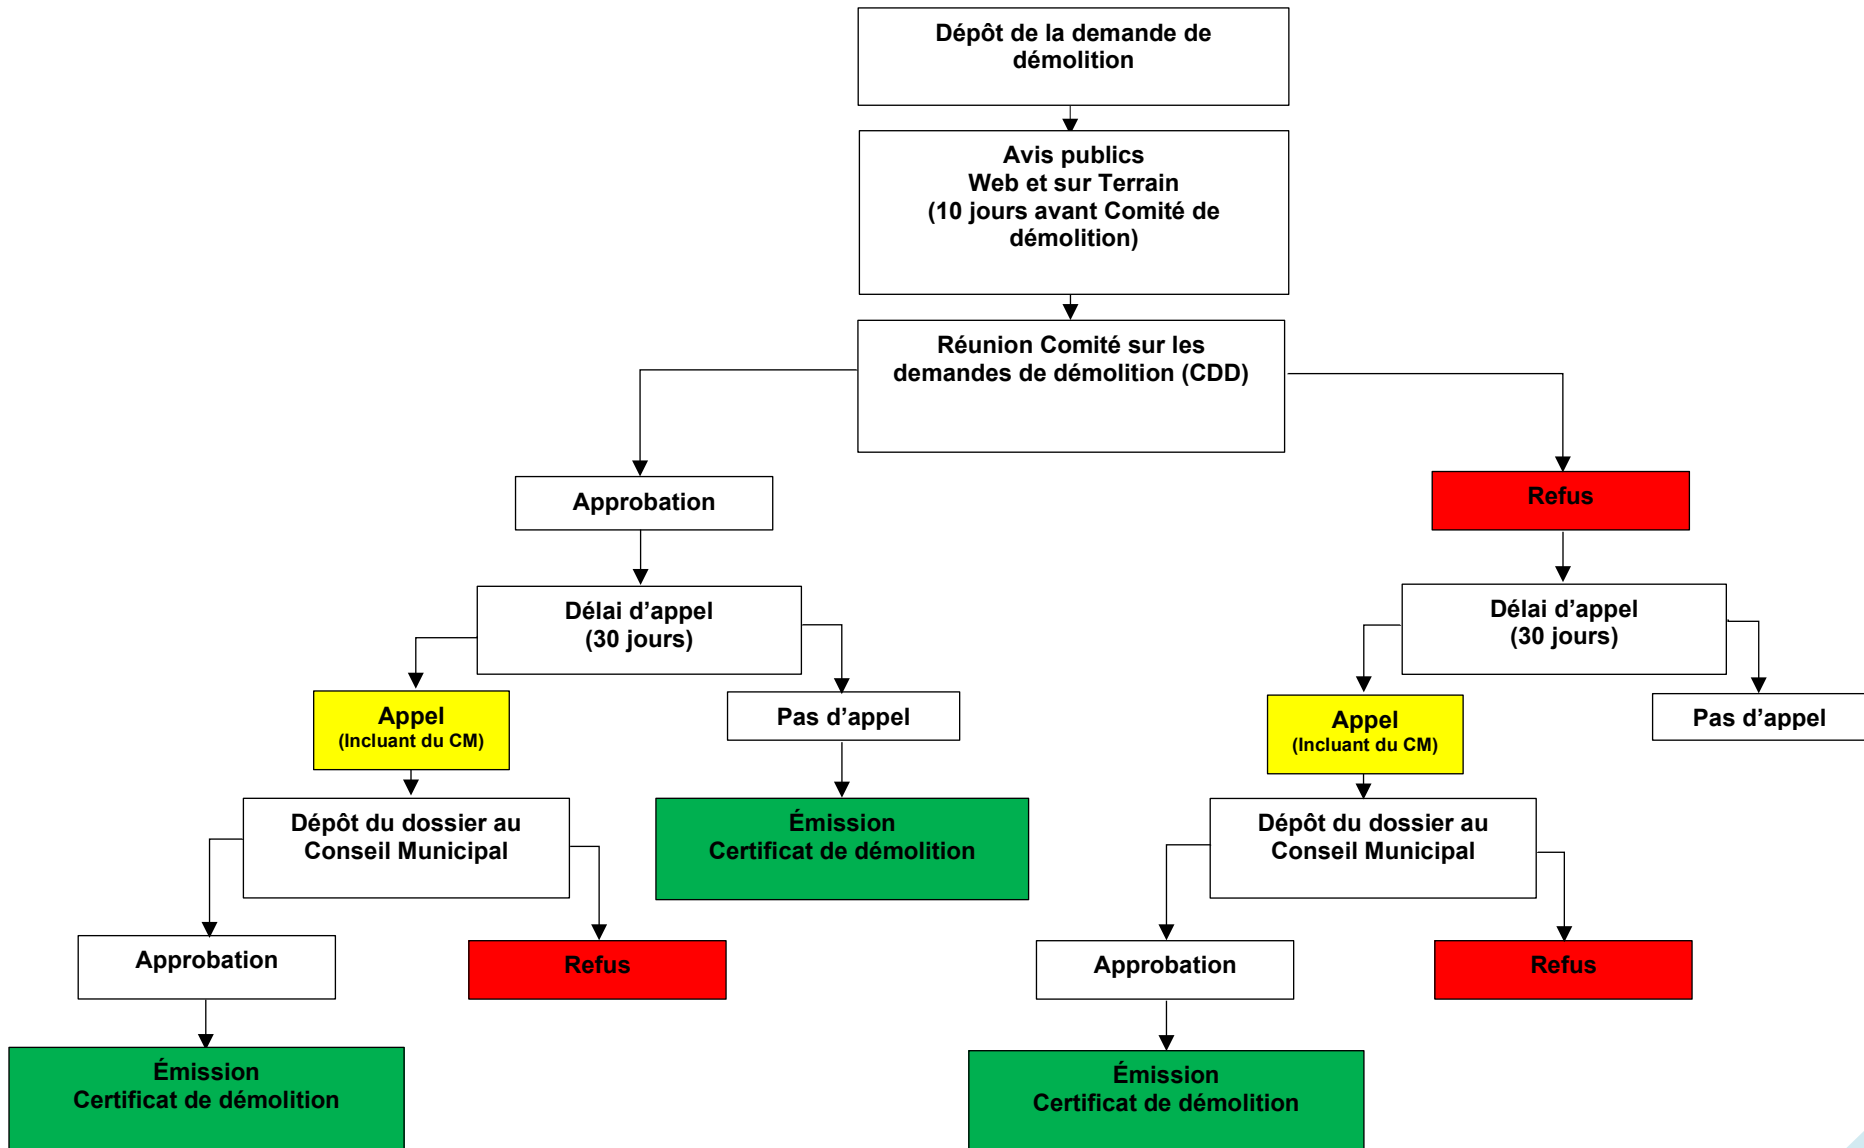 Dépôt de la demande de
démolition
Avis publics
Web et sur Terrain
(10 jours avant Comité de
démolition)
Réunion Comité sur les
demandes de démolition (CDD)
Approbation
Refus
Délai d’appel
(30 jours)
Délai d’appel
(30 jours)
Appel
(Incluant du CM)
Pas d’appel
Appel
(Incluant du CM)
Pas d’appel
Dépôt du dossier au
Conseil Municipal
Émission
Certificat de démolition
Dépôt du dossier au
Conseil Municipal
Approbation
Refus
Approbation
Refus
Émission
Certificat de démolition
Émission
Certificat de démolition